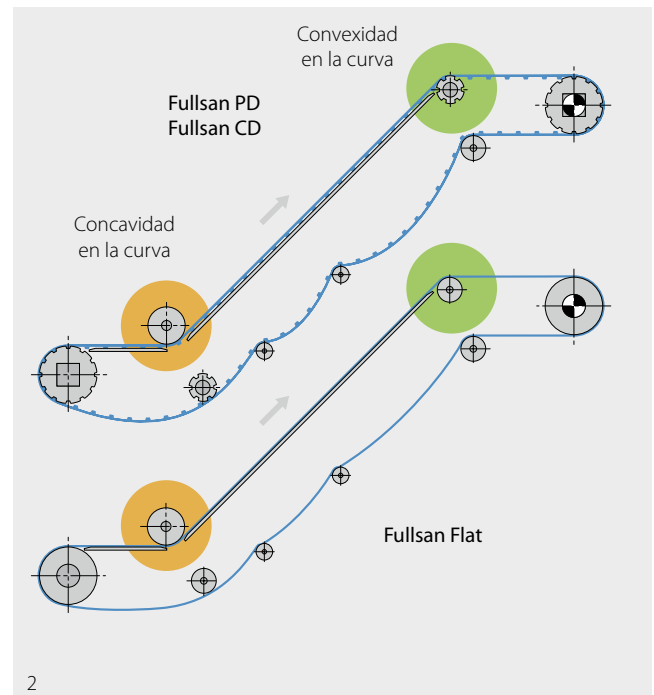 Convexidad
en la curva
Fullsan PD
Fullsan CD
Concavidad
en la curva
Fullsan Flat
2